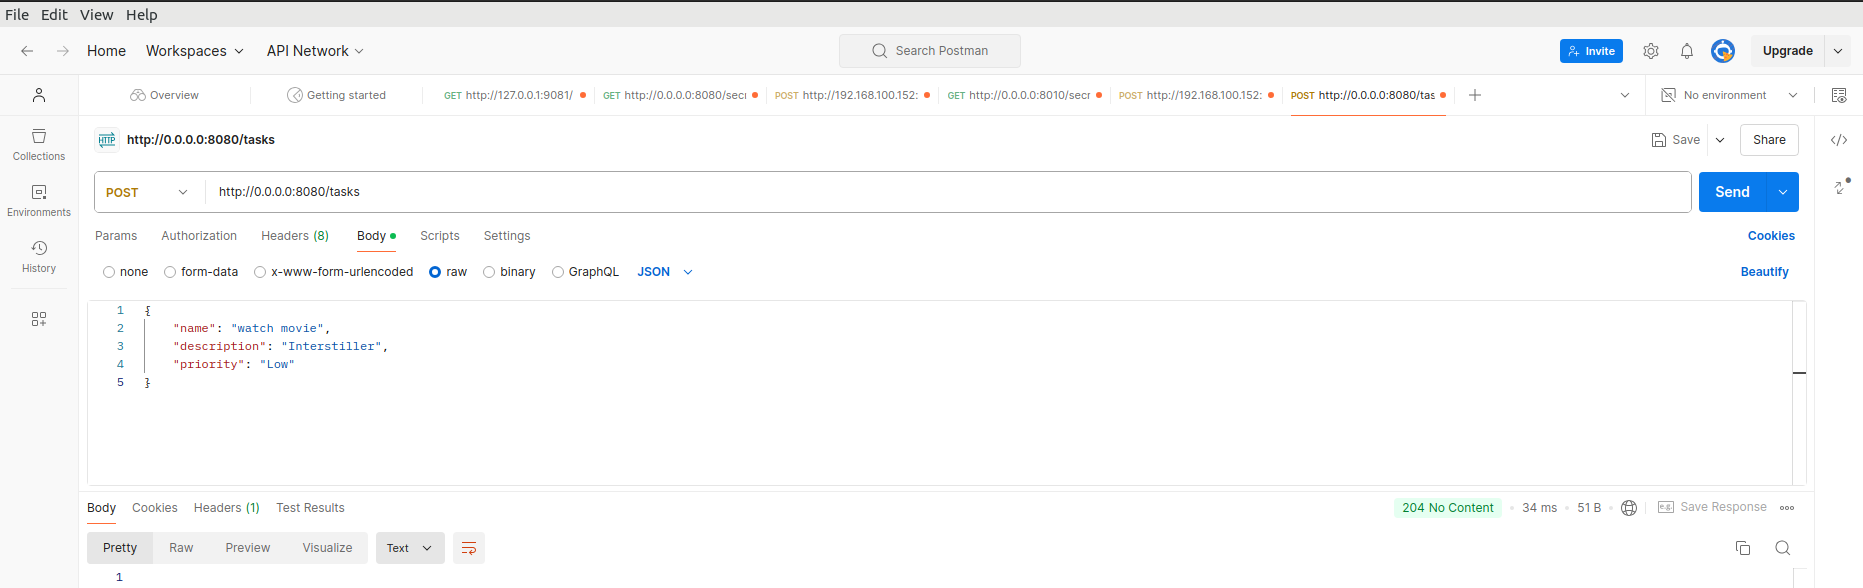 File Edit View Help
Home Workspaces API Network Search Postman Invite Upgrade
Overview Getting started GET http://127.0.0.1:9081/ GET http://0.0.0.0:8080/secr POST http://192.168.100.152: GET http://0.0.0.0:8010/secr POST http://192.168.100.152: POST http://0.0.0.0:8080/tas No environment
HTTP http://0.0.0.0:8080/tasks Save Share
Collections
POST http://0.0.0.0:8080/tasks Send
Environments
Params Authorization Headers (8) Body Scripts Settings Cookies
History
none form-data x-www-form-urlencoded raw binary GraphQL JSON Beautify
1 {
2 "name": "watch movie",
3 "description": "Interstiller",
4 "priority": "Low"
5 }
Body Cookies Headers (1) Test Results 204 No Content 34 ms 51 B e.g. Save Response
Pretty Raw Preview Visualize Text
1